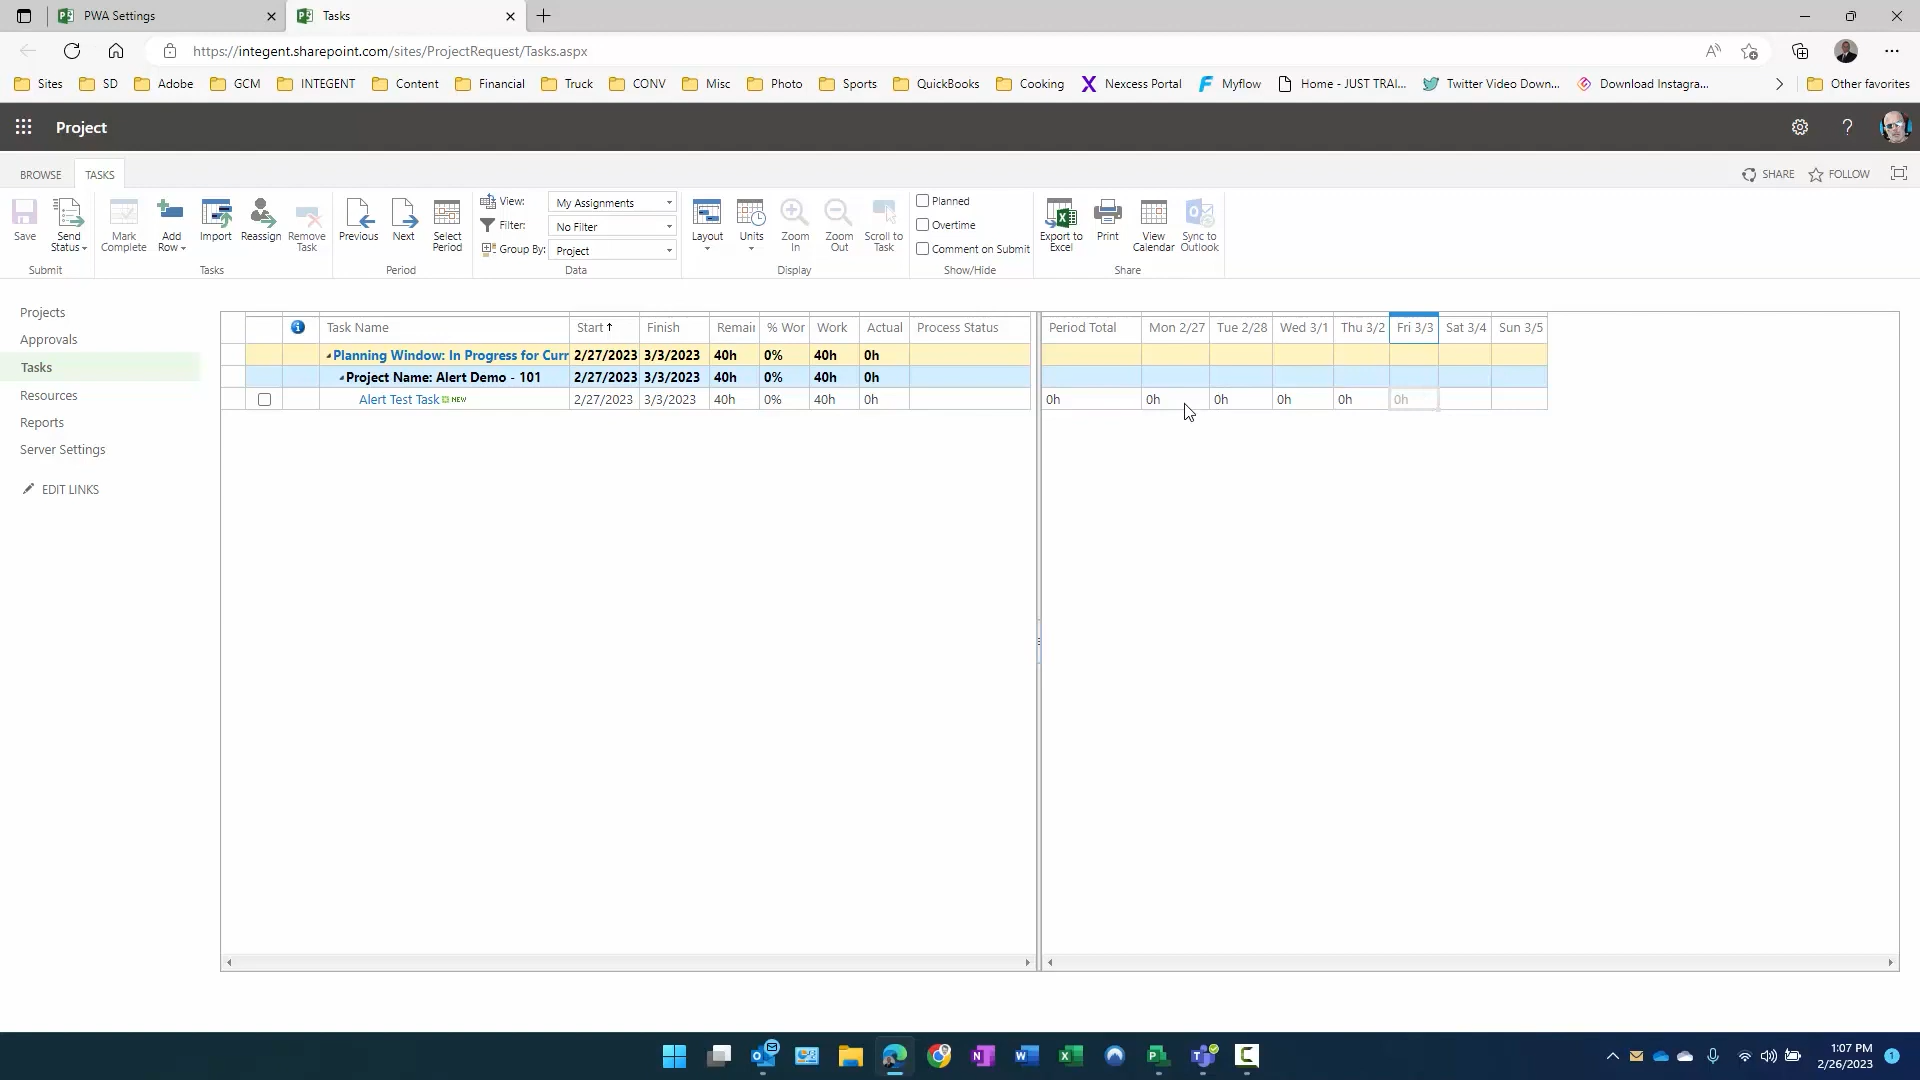 PWA Settings
Tasks
https://integent.sharepoint.com/sites/ProjectRequest/Tasks.aspx
Sites SD Adobe GCM INTEGENT Content Financial Truck CONV Misc Photo Sports QuickBooks Cooking Nexcess Portal Myflow Home - JUST TRAI... Twitter Video Down... Download Instagra... Other favorites
Project
BROWSE TASKS SHARE FOLLOW
Save
Send Status
Submit
Mark Complete
Add Row
Import
Reassign
Remove Task
Tasks
Previous
Next
Select Period
Period
View: My Assignments
Filter: No Filter
Group By: Project
Data
Layout
Units
Zoom In
Zoom Out
Scroll to Task
Display
Planned
Overtime
Comment on Submit
Show/Hide
Export to Excel
Print
View Calendar
Sync to Outlook
Share
Projects
Approvals
Tasks
Resources
Reports
Server Settings
EDIT LINKS
Task Name Start Finish Remaii % Wor Work Actual Process Status Period Total Mon 2/27 Tue 2/28 Wed 3/1 Thu 3/2 Fri 3/3 Sat 3/4 Sun 3/5
Planning Window: In Progress for Curr 2/27/2023 3/3/2023 40h 0% 40h 0h
Project Name: Alert Demo - 101 2/27/2023 3/3/2023 40h 0% 40h 0h
Alert Test Task NEW 2/27/2023 3/3/2023 40h 0% 40h 0h 0h 0h 0h 0h 0h 0h
1:07 PM
2/26/2023
1